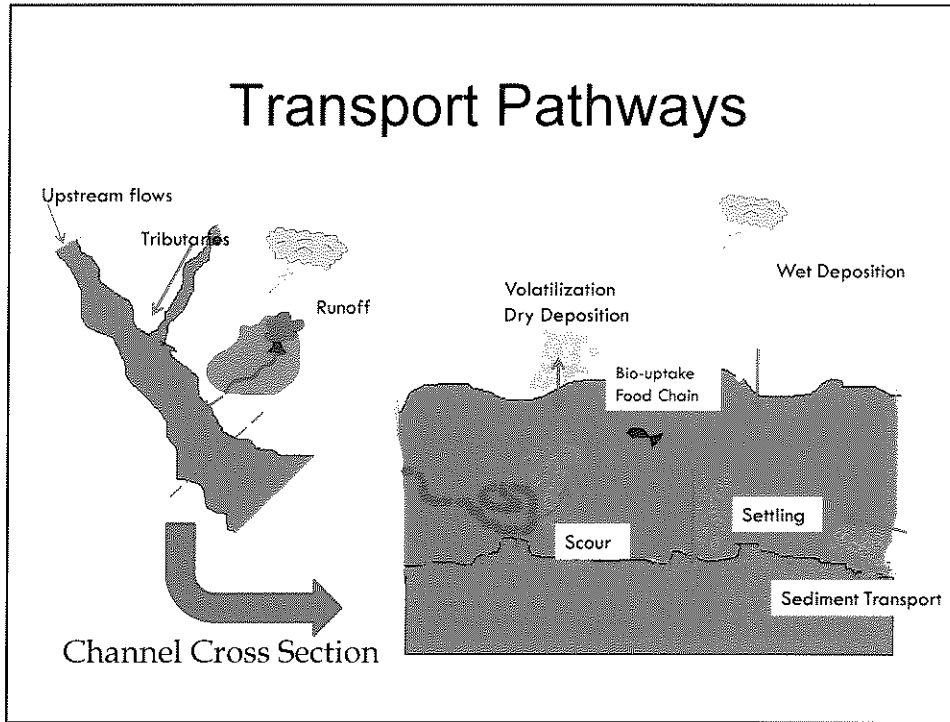 Transport Pathways
Upstream flows
Tributaries
Runoff
Channel Cross Section
Volatilization
Dry Deposition
Wet Deposition
Bio-uptake
Food Chain
Scour
Settling
Sediment Transport